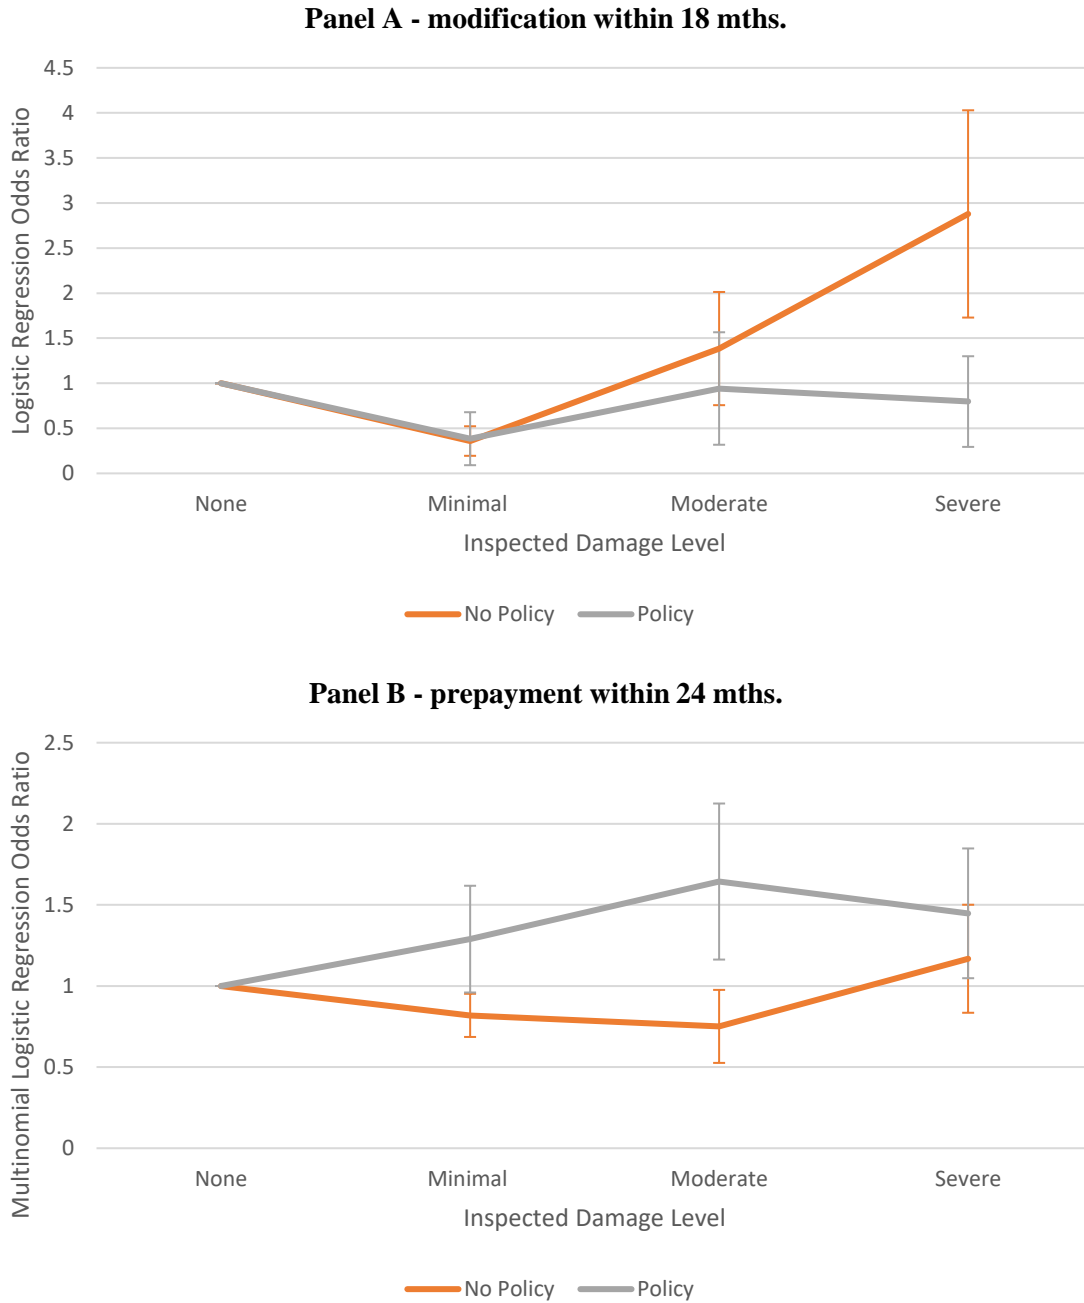 Panel A - modification within 18 mths.
Logistic Regression Odds Ratio
4.5
4
3.5
3
2.5
2
1.5
1
0.5
0
None Minimal Moderate Severe
Inspected Damage Level
No Policy Policy
Panel B - prepayment within 24 mths.
Multinomial Logistic Regression Odds Ratio
2.5
2
1.5
1
0.5
0
None Minimal Moderate Severe
Inspected Damage Level
No Policy Policy